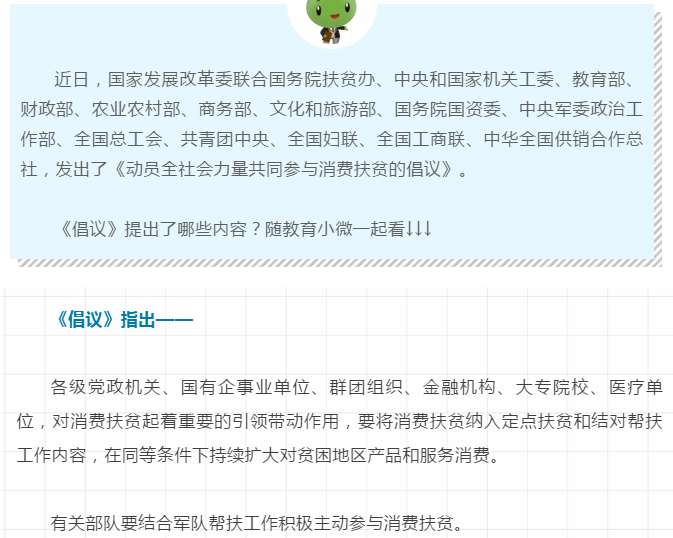 近日，国家发展改革委联合国务院扶贫办、中央和国家机关工委、教育部、
财政部、农业农村部、商务部、文化和旅游部、国务院国资委、中央军委政治工
作部、全国总工会、共青团中央、全国妇联、全国工商联、中华全国供销合作总
社，发出了《动员全社会力量共同参与消费扶贫的倡议》。
《倡议》提出了哪些内容？随教育小微一起看↓↓↓
《倡议》指出——
各级党政机关、国有企事业单位、群团组织、金融机构、大专院校、医疗单
位，对消费扶贫起着重要的引领带动作用，要将消费扶贫纳入定点扶贫和结对帮扶
工作内容，在同等条件下持续扩大对贫困地区产品和服务消费。
有关部队要结合军队帮扶工作积极主动参与消费扶贫。